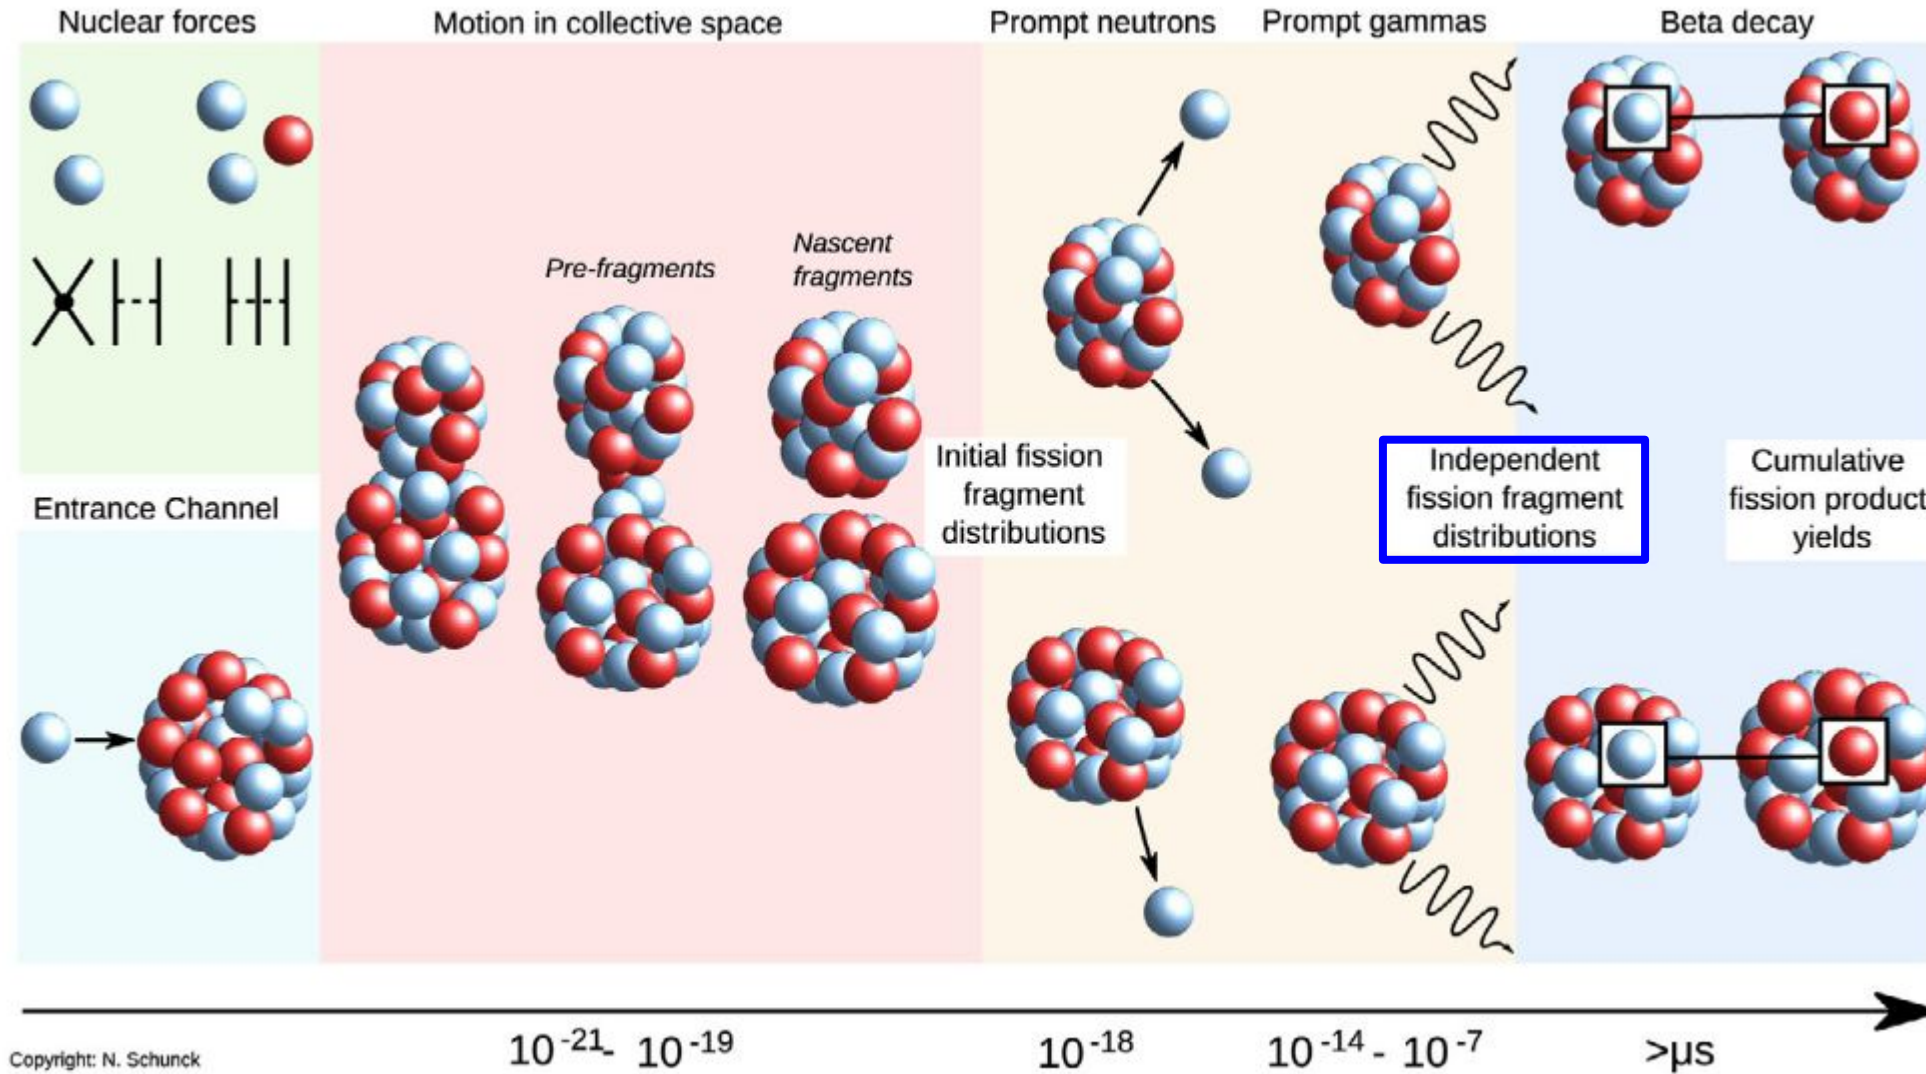 Nuclear forces
Motion in collective space
Prompt neutrons
Prompt gammas
Beta decay
Pre-fragments
Nascent
fragments
Entrance Channel
Initial fission
fragment
distributions
Independent
fission fragment
distributions
Cumulative
fission product
yields
10⁻²¹- 10⁻¹⁹
10⁻¹⁸
10⁻¹⁴ - 10⁻⁷
>µs
Copyright: N. Schunck